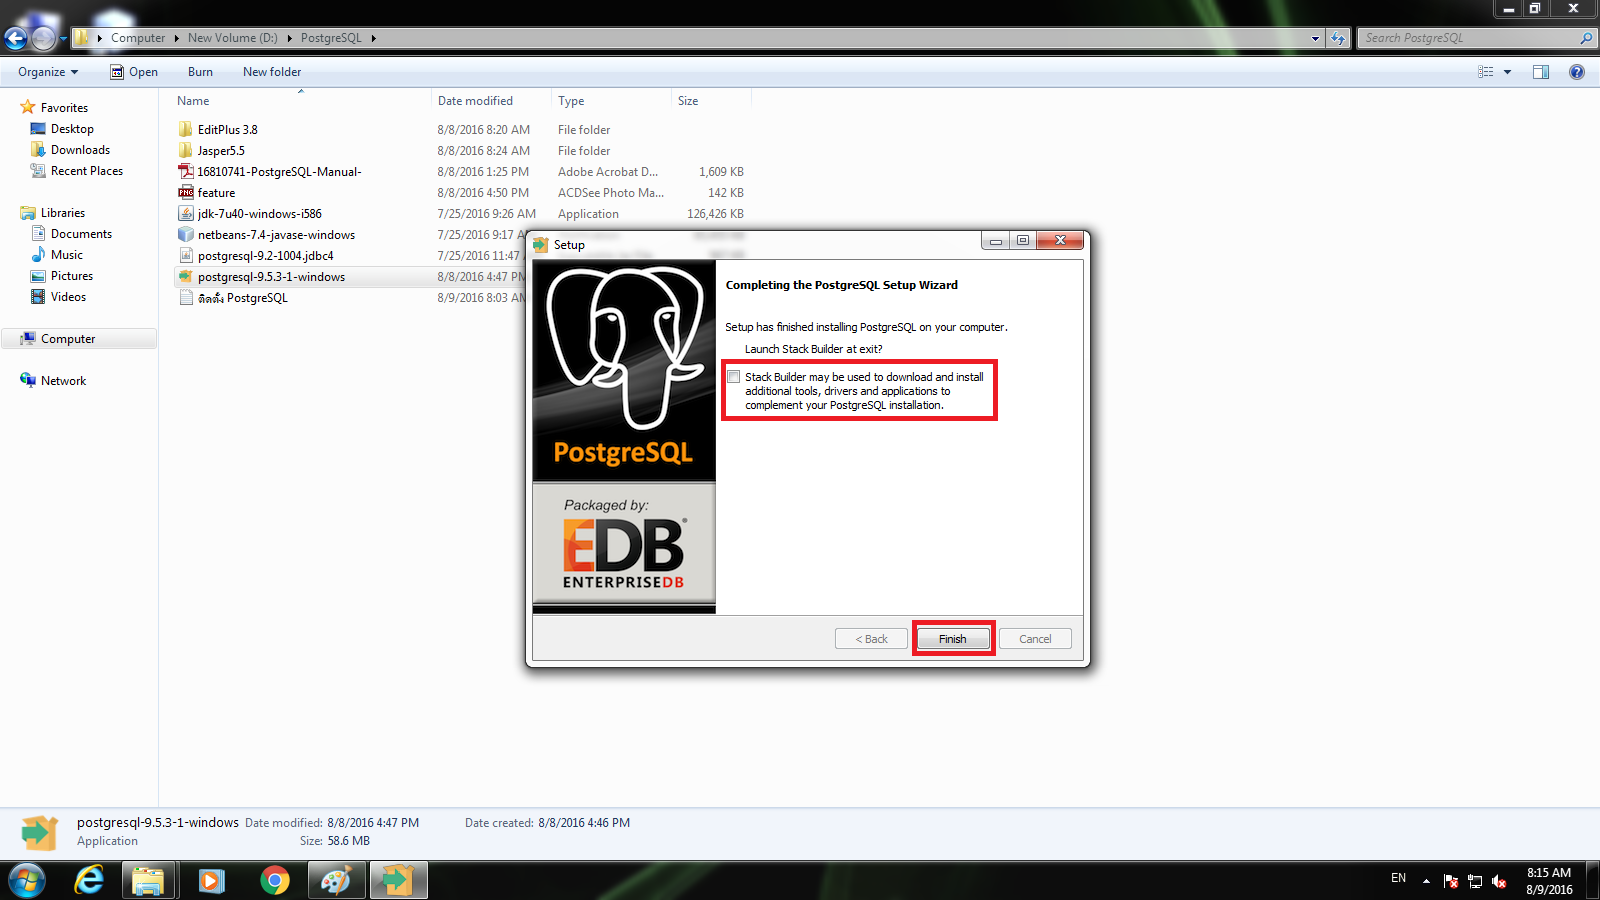 Computer ▸ New Volume (D:) ▸ PostgreSQL ▸
Search PostgreSQL
Organize Open Burn New folder
Name Date modified Type Size
Favorites
Desktop
Downloads
Recent Places
Libraries
Documents
Music
Pictures
Videos
Computer
Network
EditPlus 3.8 8/8/2016 8:20 AM File folder
Jasper5.5 8/8/2016 8:24 AM File folder
16810741-PostgreSQL-Manual- 8/8/2016 1:25 PM Adobe Acrobat D... 1,609 KB
feature 8/8/2016 4:50 PM ACDSee Photo Ma... 142 KB
jdk-7u40-windows-i586 7/25/2016 9:26 AM Application 126,426 KB
netbeans-7.4-javase-windows 7/25/2016 9:17
postgresql-9.2-1004.jdbc4 7/25/2016 11:47
postgresql-9.5.3-1-windows 8/8/2016 4:47 PM
ติดตั้ง PostgreSQL 8/9/2016 8:03 AM
Setup
PostgreSQL
Packaged by:
EDB
ENTERPRISEDB
Completing the PostgreSQL Setup Wizard
Setup has finished installing PostgreSQL on your computer.
Launch Stack Builder at exit?
Stack Builder may be used to download and install
additional tools, drivers and applications to
complement your PostgreSQL installation.
< Back Finish Cancel
postgresql-9.5.3-1-windows Date modified: 8/8/2016 4:47 PM Date created: 8/8/2016 4:46 PM
Application Size: 58.6 MB
EN
8:15 AM
8/9/2016